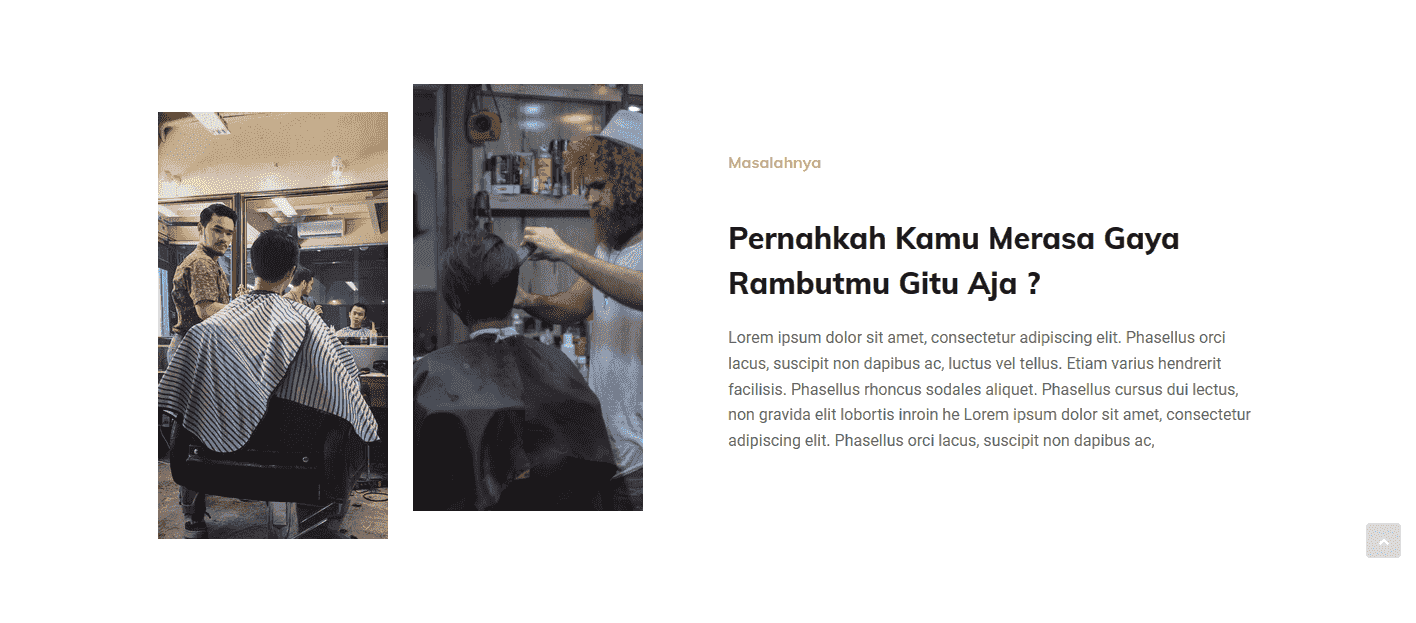 Masalahnya
Pernahkah Kamu Merasa Gaya
Rambutmu Gitu Aja ?
Lorem ipsum dolor sit amet, consectetur adipiscing elit. Phasellus orci
lacus, suscipit non dapibus ac, luctus vel tellus. Etiam varius hendrerit
facilisis. Phasellus rhoncus sodales aliquet. Phasellus cursus dui lectus,
non gravida elit lobortis inroin he Lorem ipsum dolor sit amet, consectetur
adipiscing elit. Phasellus orci lacus, suscipit non dapibus ac,